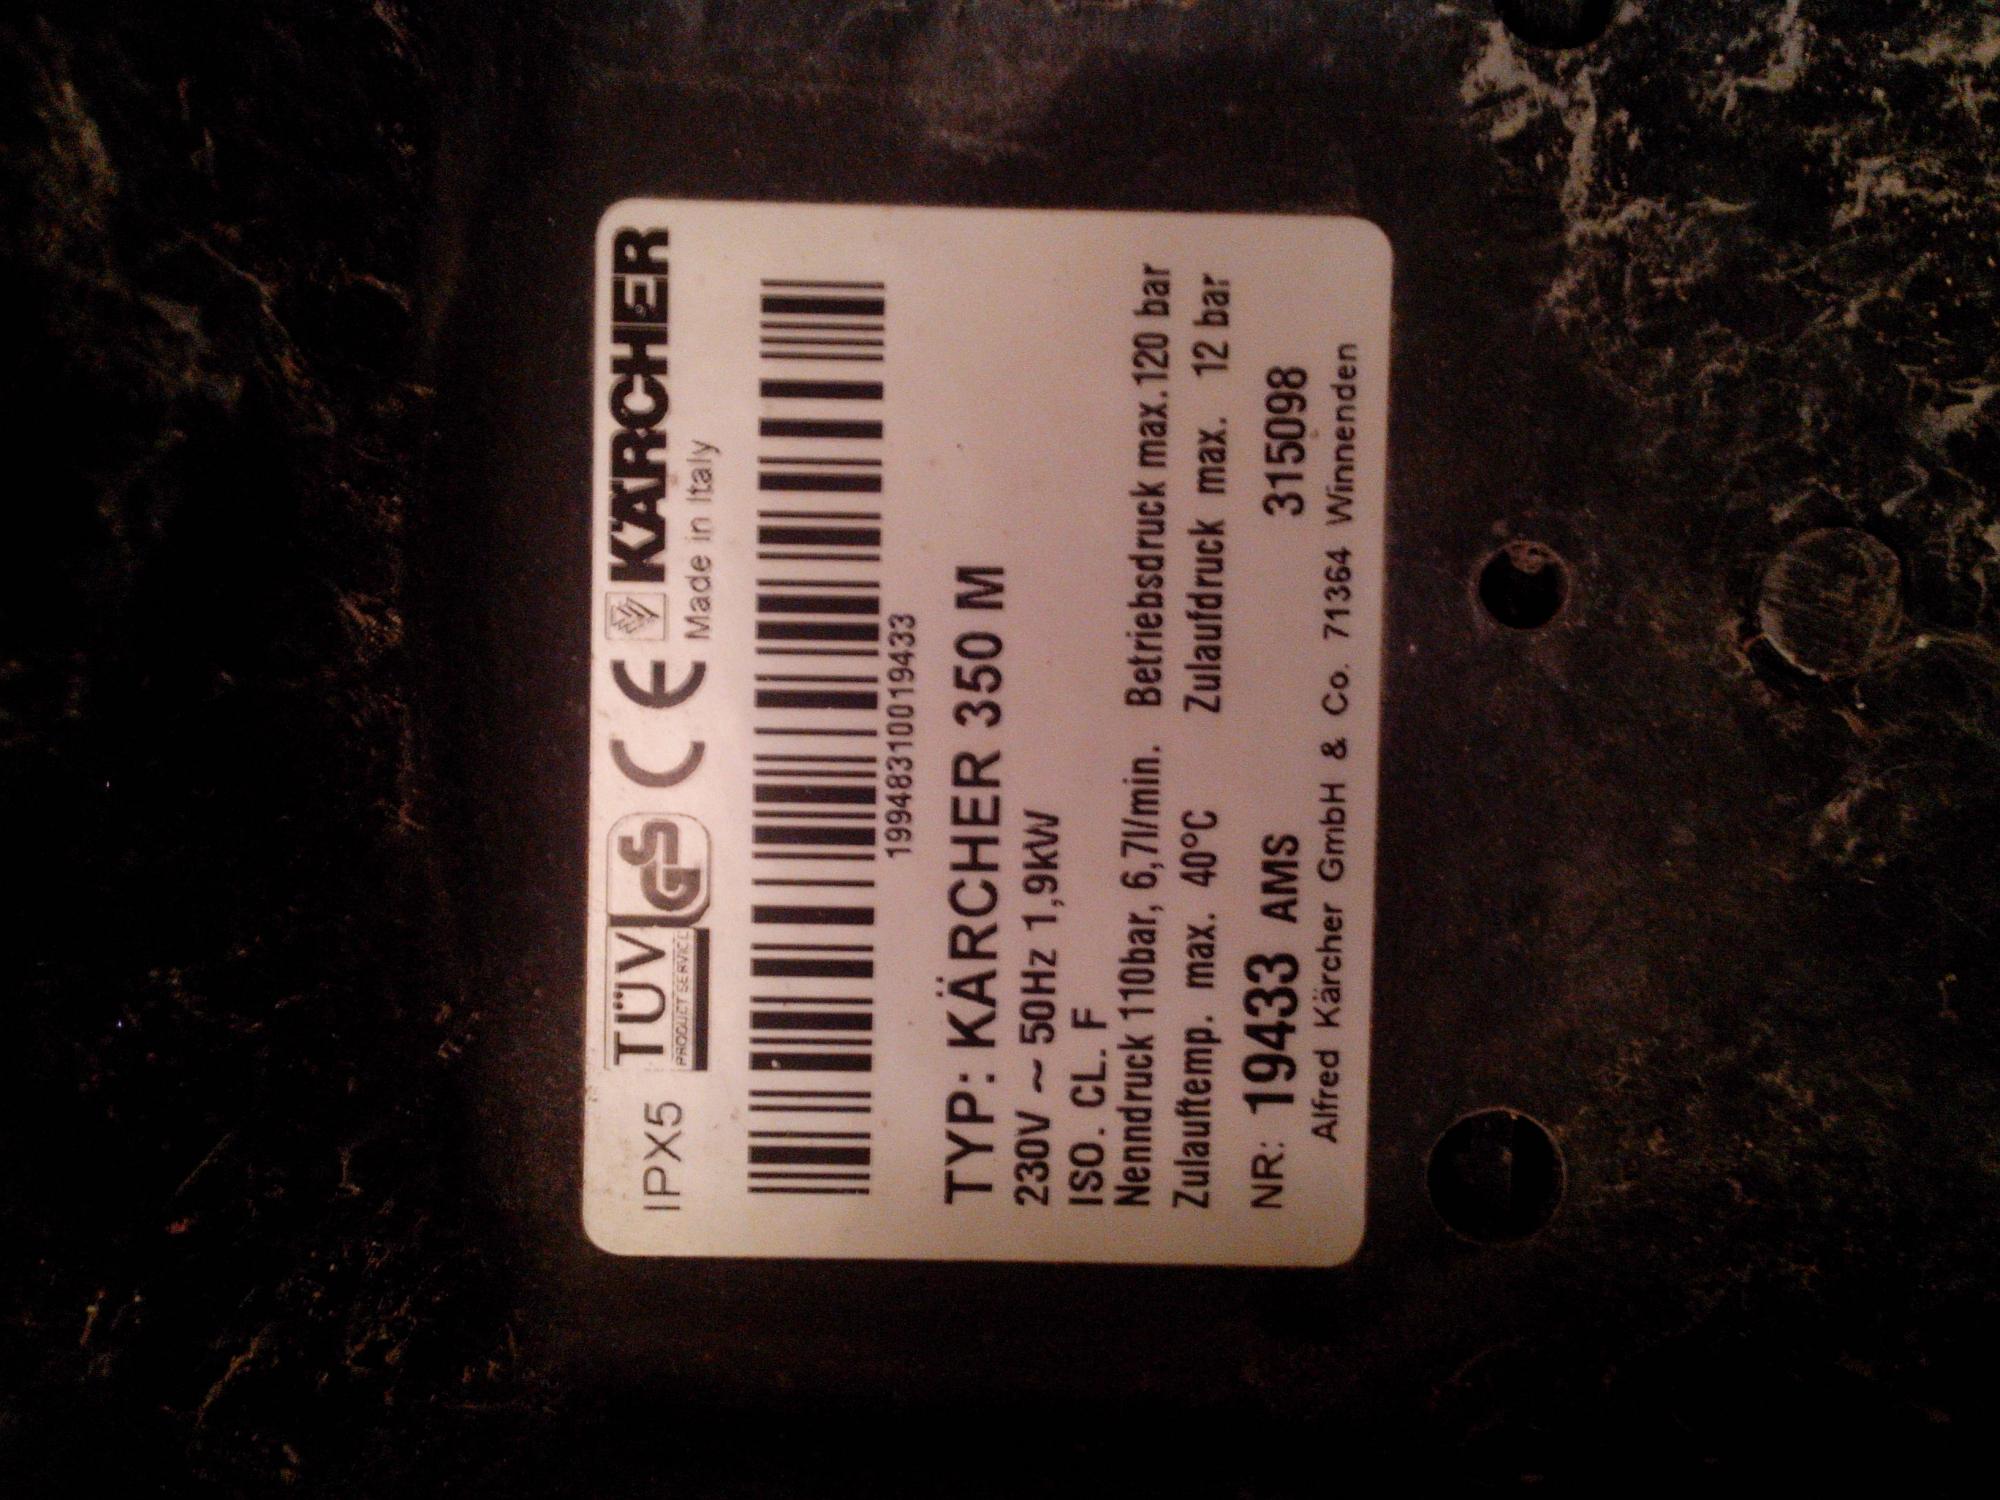 IPX5 TÜV PRODUCT SERVICE GS CE KÄRCHER
Made in Italy
19948310019433
TYP: KÄRCHER 350 M
230V ~ 50Hz 1,9kW
ISO. CL. F
Nenndruck 110bar, 6,7l/min. Betriebsdruck max.120 bar
Zulauftemp. max. 40°C Zulaufdruck max. 12 bar
NR: 19433 AMS 315098
Alfred Kärcher GmbH & Co. 71364 Winnenden